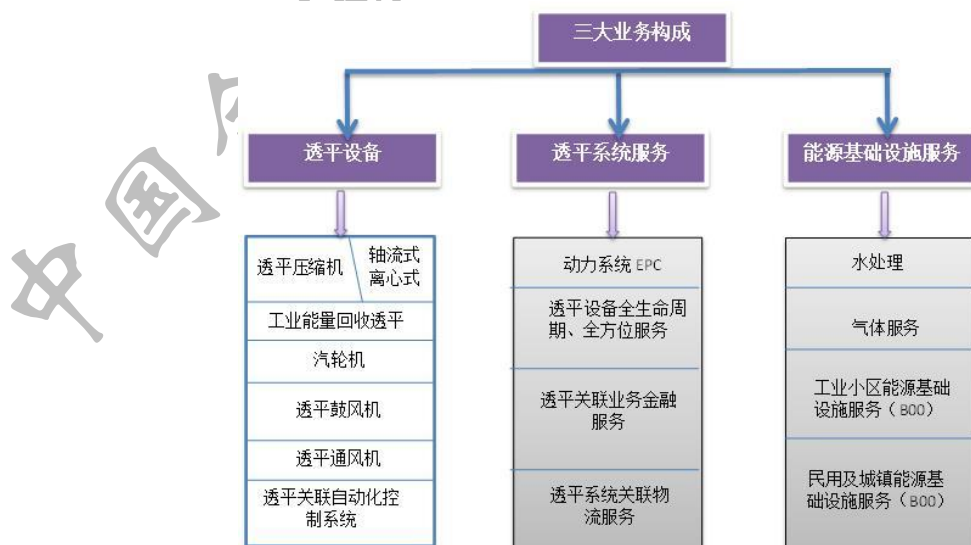 三大业务构成
透平设备
透平系统服务
能源基础设施服务
透平压缩机
轴流式
离心式
工业能量回收透平
汽轮机
透平鼓风机
透平通风机
透平关联自动化控
制系统
动力系统 EPC
透平设备全生命周
期、全方位服务
透平关联业务金融
服务
透平系统关联物
流服务
水处理
气体服务
工业小区能源基础
设施服务（BOO）
民用及城镇能源基
础设施服务（BOO）
中国